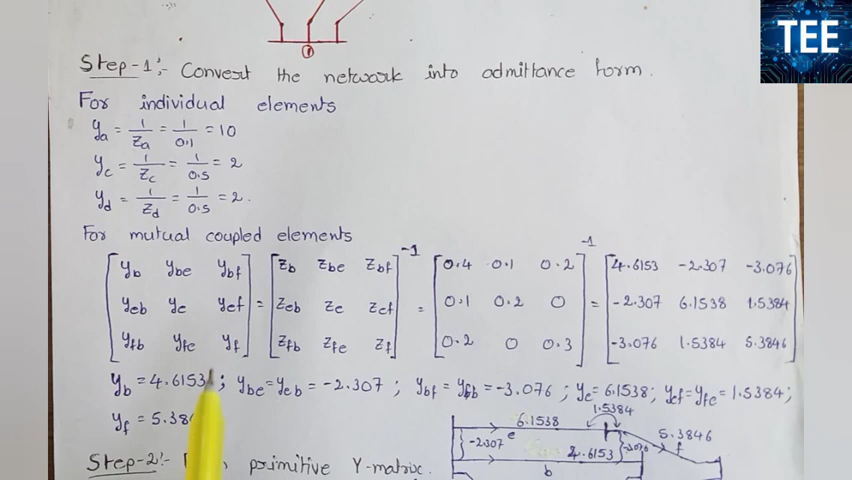 TEE
①
Step-1:- Convert the network into admittance form.
For individual elements
ya = 1/Za = 1/0.1 = 10
yc = 1/Zc = 1/0.5 = 2
yd = 1/Zd = 1/0.5 = 2.
For mutual coupled elements
[yb ybe ybf; yeb ye yef; yfb yfe yf] = [Zb Zbe Zbf; Zeb Ze Zef; Zfb Zfe Zf]^-1 = [0.4 0.1 0.2; 0.1 0.2 0; 0.2 0 0.3]^-1 = [4.6153 -2.307 -3.076; -2.307 6.1538 1.5384; -3.076 1.5384 5.3846]
yb = 4.6153; ybe = yeb = -2.307; ybf = yfb = -3.076; ye = 6.1538; yef = yfe = 1.5384;
yf = 5.38
1.5384
6.1538
5.3846
-2.307 e -3.076 f
4.6153
b
Step-2:- primitive Y-matrix.